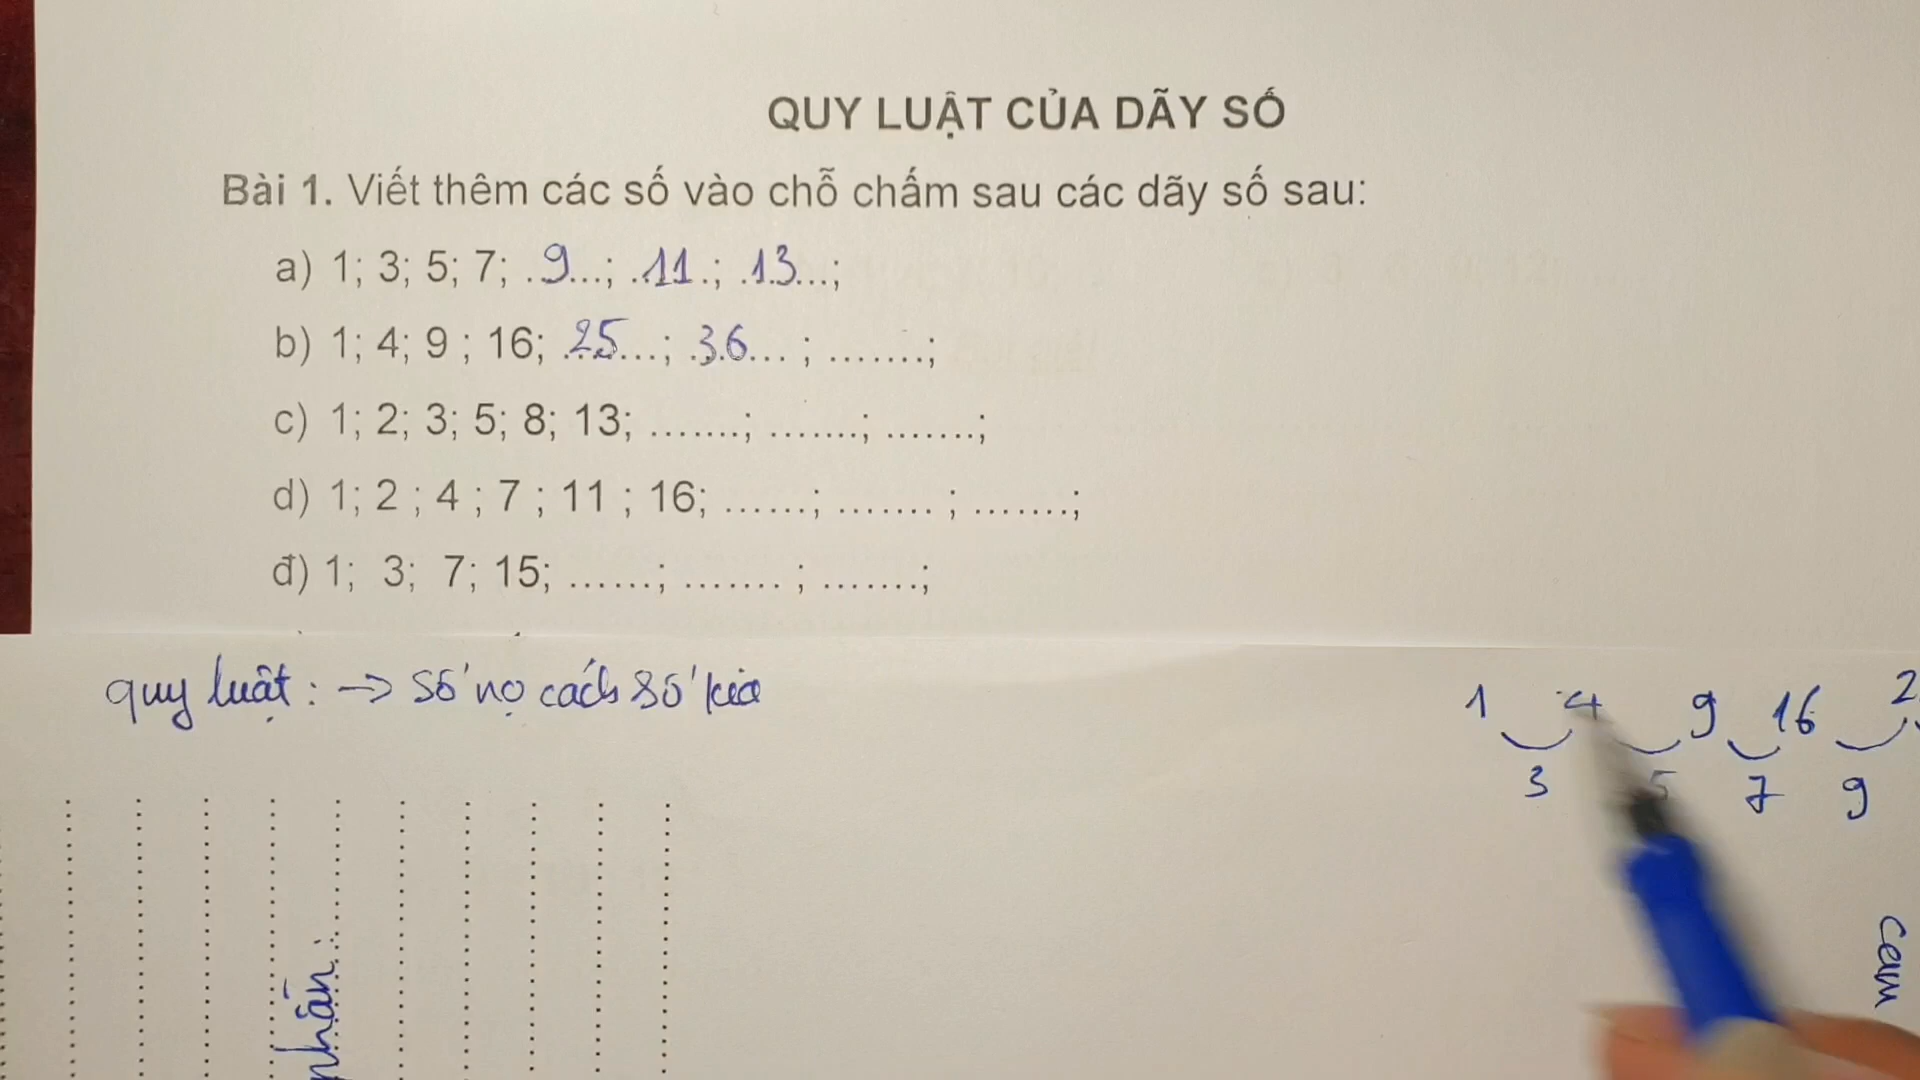 QUY LUẬT CỦA DÃY SỐ
Bài 1. Viết thêm các số vào chỗ chấm sau các dãy số sau:
a) 1; 3; 5; 7; .9...; ..11.; .13...;
b) 1; 4; 9 ; 16; ..25...; .36... ; .......;
c) 1; 2; 3; 5; 8; 13; .......; .......; .......;
d) 1; 2 ; 4 ; 7 ; 11 ; 16; ......; ....... ; .......;
đ) 1; 3; 7; 15; ......; ....... ; .......;
quy luật : -> số nọ cách số kia
1 4 9 16 2
3 5 7 9
cam
nhàn